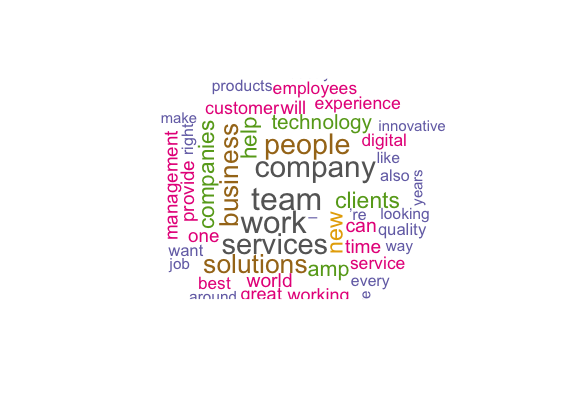 products employees
customer will experience
make technology innovative
right help
people digital
management provide companies business
company like
also
team clients years
work – 're looking
new can quality
one services time way
want
job solutions amp service
best world every
around great working